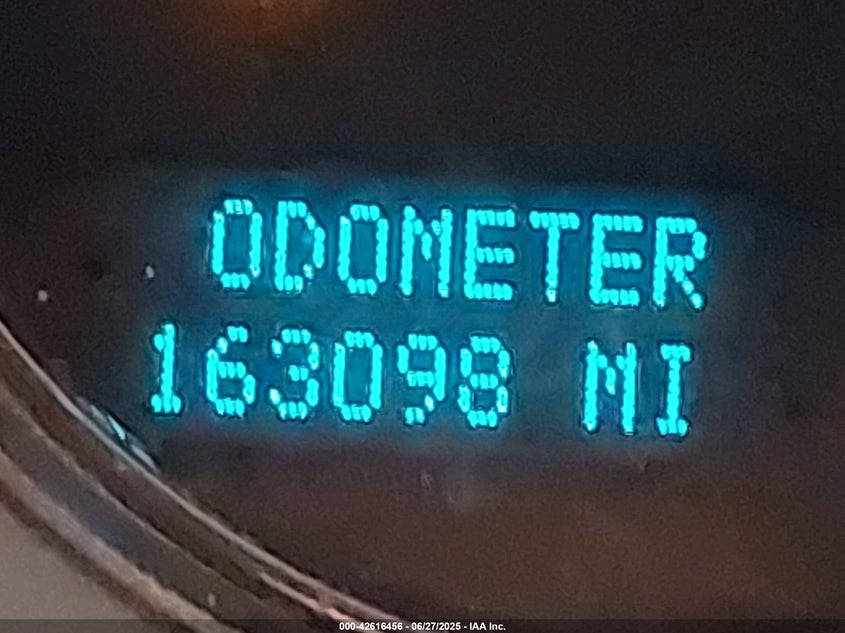 ODOMETER
163098 MI
000-42616456 - 06/27/2025 - IAA Inc.